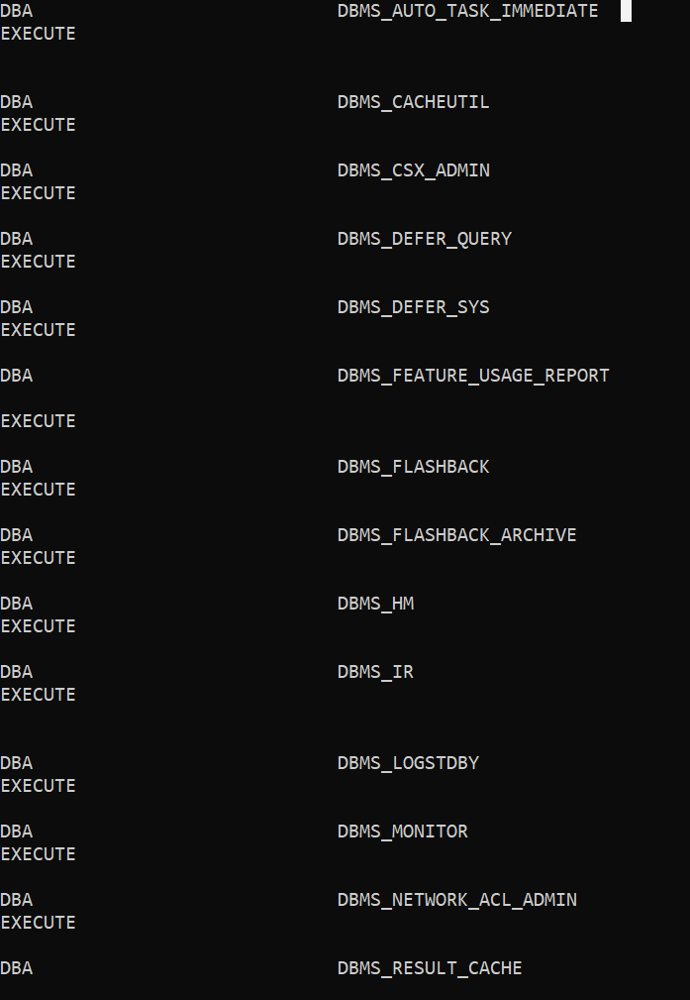 DBA DBMS_AUTO_TASK_IMMEDIATE
EXECUTE
DBA DBMS_CACHEUTIL
EXECUTE
DBA DBMS_CSX_ADMIN
EXECUTE
DBA DBMS_DEFER_QUERY
EXECUTE
DBA DBMS_DEFER_SYS
EXECUTE
DBA DBMS_FEATURE_USAGE_REPORT
EXECUTE
DBA DBMS_FLASHBACK
EXECUTE
DBA DBMS_FLASHBACK_ARCHIVE
EXECUTE
DBA DBMS_HM
EXECUTE
DBA DBMS_IR
EXECUTE
DBA DBMS_LOGSTDBY
EXECUTE
DBA DBMS_MONITOR
EXECUTE
DBA DBMS_NETWORK_ACL_ADMIN
EXECUTE
DBA DBMS_RESULT_CACHE